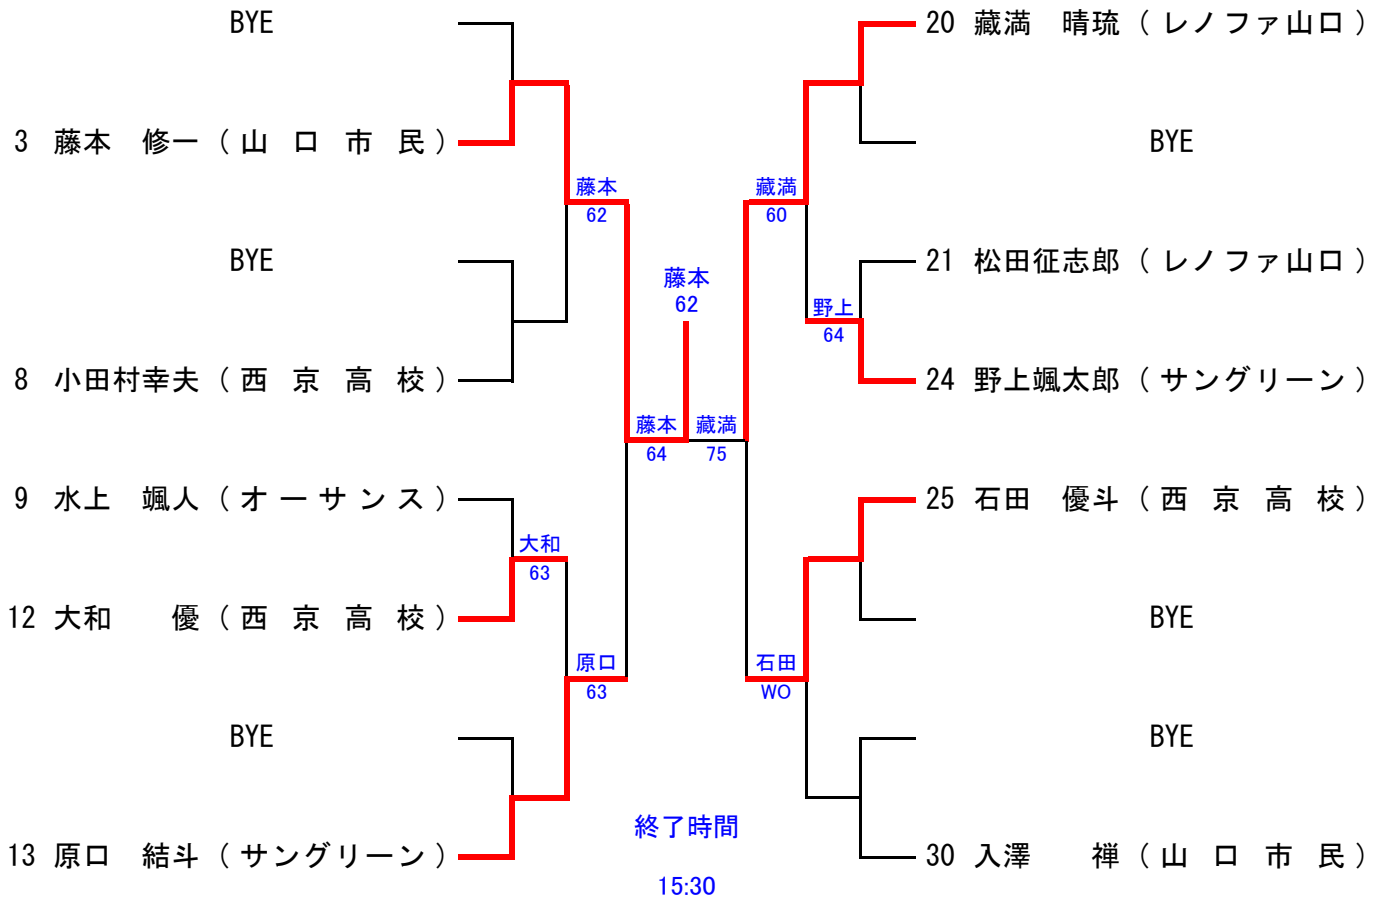 BYE
3 藤本 修一 ( 山 口 市 民 )
BYE
8 小田村幸夫 ( 西 京 高 校 )
9 水上 颯人 ( オ ー サ ン ス )
12 大和 優 ( 西 京 高 校 )
BYE
13 原口 結斗 ( サングリーン )
藤本
62
大和
63
原口
63
藤本
64
藤本
62
藏満
75
藏満
60
野上
64
石田
WO
20 藏満 晴琉 ( レノファ山口 )
BYE
21 松田征志郎 ( レノファ山口 )
24 野上颯太郎 ( サングリーン )
25 石田 優斗 ( 西 京 高 校 )
BYE
BYE
30 入澤 禅 ( 山 口 市 民 )
終了時間
15:30